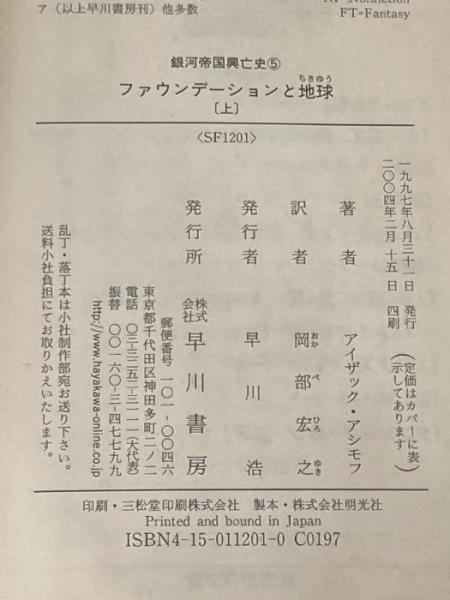 ア〈以上早川書房刊〉他多数
FT=Fantasy
銀河帝国興亡史⑤
ファウンデーションと地球
ちきゆう
〔上〕
〈SF1201〉
一九九七年八月三十一日 発行
二〇〇四年二月 十五 日 四刷
（定価はカバーに表示してあります）
著者 アイザック・アシモフ
訳者 岡部宏之
おか べ ひろ ゆき
発行者 早川浩
発行所 株式会社 早川書房
郵便番号 一〇一-〇〇四六
東京都千代田区神田多町二ノ二
電話 〇三-三二五二-三一一一(大代表)
振替 〇〇一六〇-三-四七七九九
http://www.hayakawa-online.co.jp
乱丁・落丁本は小社制作部宛お送り下さい。
送料小社負担にてお取りかえいたします。
印刷・三松堂印刷株式会社 製本・株式会社明光社
Printed and bound in Japan
ISBN4-15-011201-0 C0197